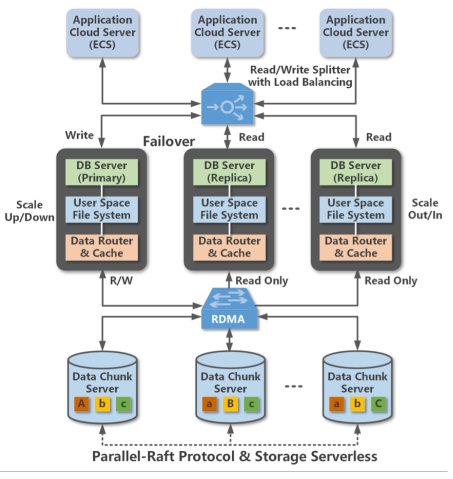 Application
Cloud Server
(ECS)
Application
Cloud Server
(ECS)
Application
Cloud Server
(ECS)
Read/Write Splitter
with Load Balancing
Write
Failover
Read
Read
Scale
Up/Down
DB Server
(Primary)
User Space
File System
Data Router
& Cache
DB Server
(Replica)
User Space
File System
Data Router
& Cache
DB Server
(Replica)
User Space
File System
Data Router
& Cache
Scale
Out/In
R/W
Read Only
Read Only
RDMA
Data Chunk
Server
A b c
Data Chunk
Server
a B c
Data Chunk
Server
a b C
Parallel-Raft Protocol & Storage Serverless